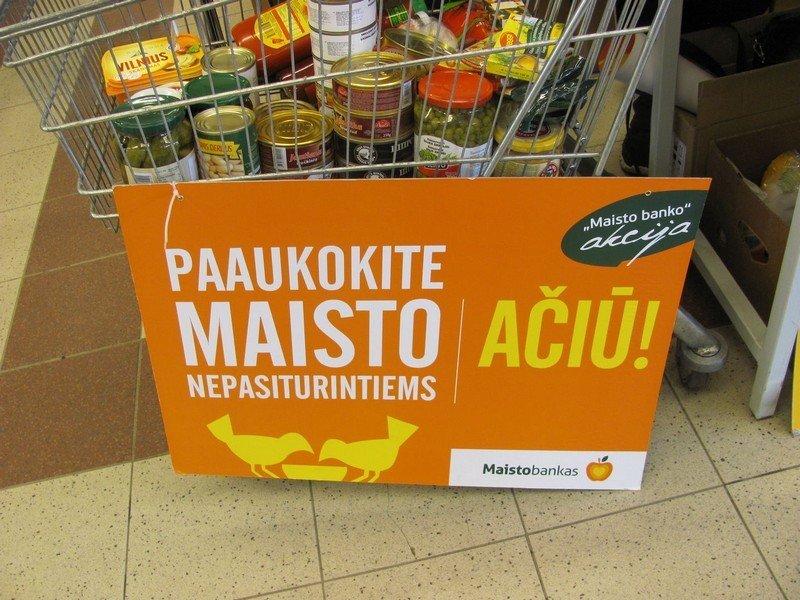 VILNIUS
„Maisto banko“
akcija
PAAUKOKITE
MAISTO
NEPASITURINTIEMS
AČIŪ!
Maistobankas